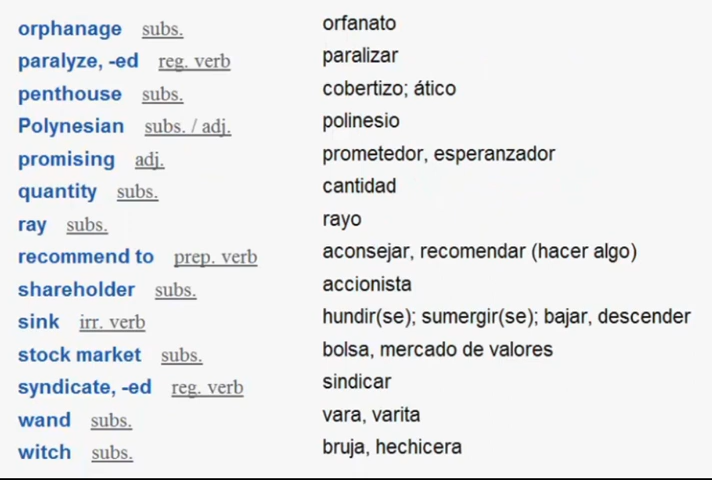 orphanage subs. orfanato
paralyze, -ed reg. verb paralizar
penthouse subs. cobertizo; ático
Polynesian subs. / adj. polinesio
promising adj. prometedor, esperanzador
quantity subs. cantidad
ray subs. rayo
recommend to prep. verb aconsejar, recomendar (hacer algo)
shareholder subs. accionista
sink irr. verb hundir(se); sumergir(se); bajar, descender
stock market subs. bolsa, mercado de valores
syndicate, -ed reg. verb sindicar
wand subs. vara, varita
witch subs. bruja, hechicera